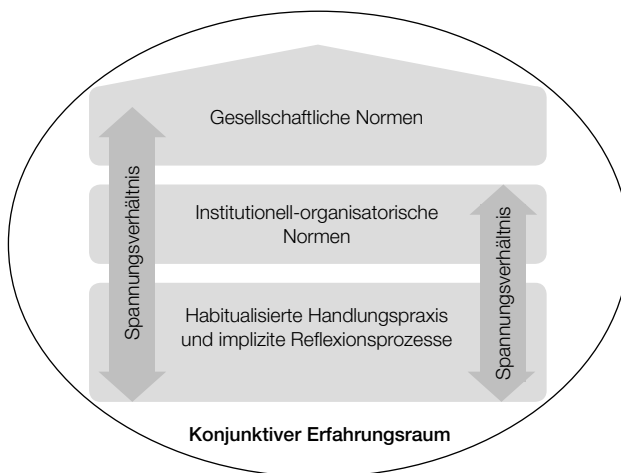 Gesellschaftliche Normen
Spannungsverhältnis
Institutionell-organisatorische
Normen
Spannungsverhältnis
Habitualisierte Handlungspraxis
und implizite Reflexionsprozesse
Konjunktiver Erfahrungsraum